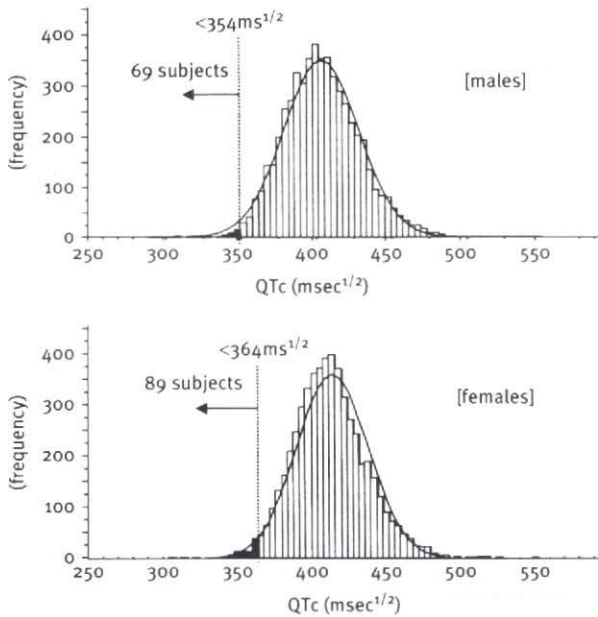 <354ms1/2
69 subjects
[males]
(frequency)
400
300
200
100
0
250 300 350 400 450 500
QTc (msec1/2)
<364ms1/2
89 subjects
[females]
(frequency)
400
300
200
100
0
250 300 350 400 450 500
QTc (msec1/2)